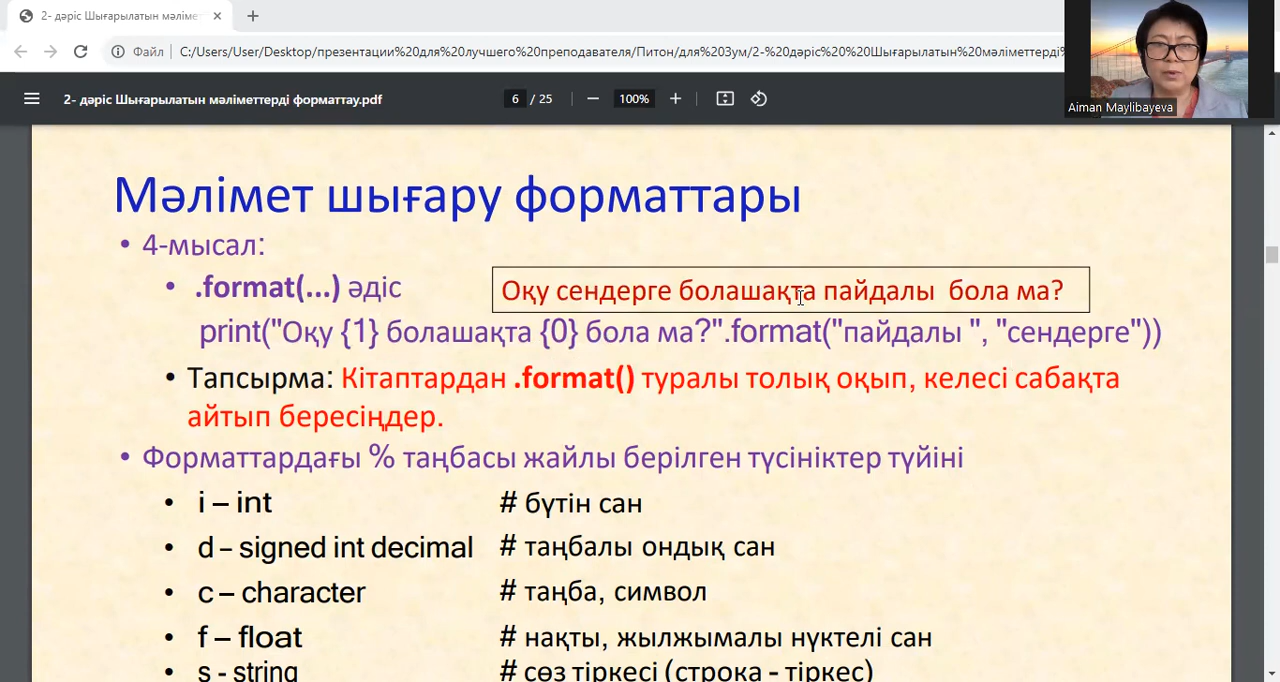 2- дәріс Шығарылатын мәліме
Файл C:/Users/User/Desktop/презентации%20для%20лучшего%20преподавателя/Питон/для%20Зум/2-%20дәріс%20%20Шығарылатын%20мәліметтерді%
Aiman Maylibayeva
2- дәріс Шығарылатын мәліметтерді форматтау.pdf 6 / 25 100%
Мәлімет шығару форматтары
• 4-мысал:
• .format(...) әдіс
Оқу сендерге болашақта пайдалы бола ма?
print("Оқу {1} болашақта {0} бола ма?".format("пайдалы ", "сендерге"))
• Тапсырма: Кітаптардан .format() туралы толық оқып, келесі сабақта
айтып бересіңдер.
• Форматтардағы % таңбасы жайлы берілген түсініктер түйіні
• i – int # бүтін сан
• d – signed int decimal # таңбалы ондық сан
• c – character # таңба, символ
• f – float # нақты, жылжымалы нүктелі сан
• s - string # сөз тіркесі (строка - тіркес)